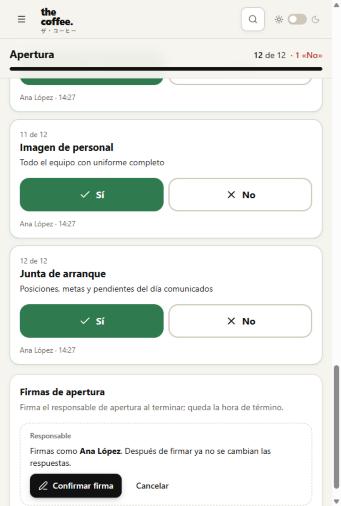 the
coffee.
ザ・コーヒー
Apertura
12 de 12 · 1 «No»
Ana López · 14:27
11 de 12
Imagen de personal
Todo el equipo con uniforme completo
Sí
No
Ana López · 14:27
12 de 12
Junta de arranque
Posiciones, metas y pendientes del día comunicados
Sí
No
Ana López · 14:27
Firmas de apertura
Firma el responsable de apertura al terminar; queda la hora de término.
Responsable
Firmas como Ana López. Después de firmar ya no se cambian las
respuestas.
Confirmar firma
Cancelar